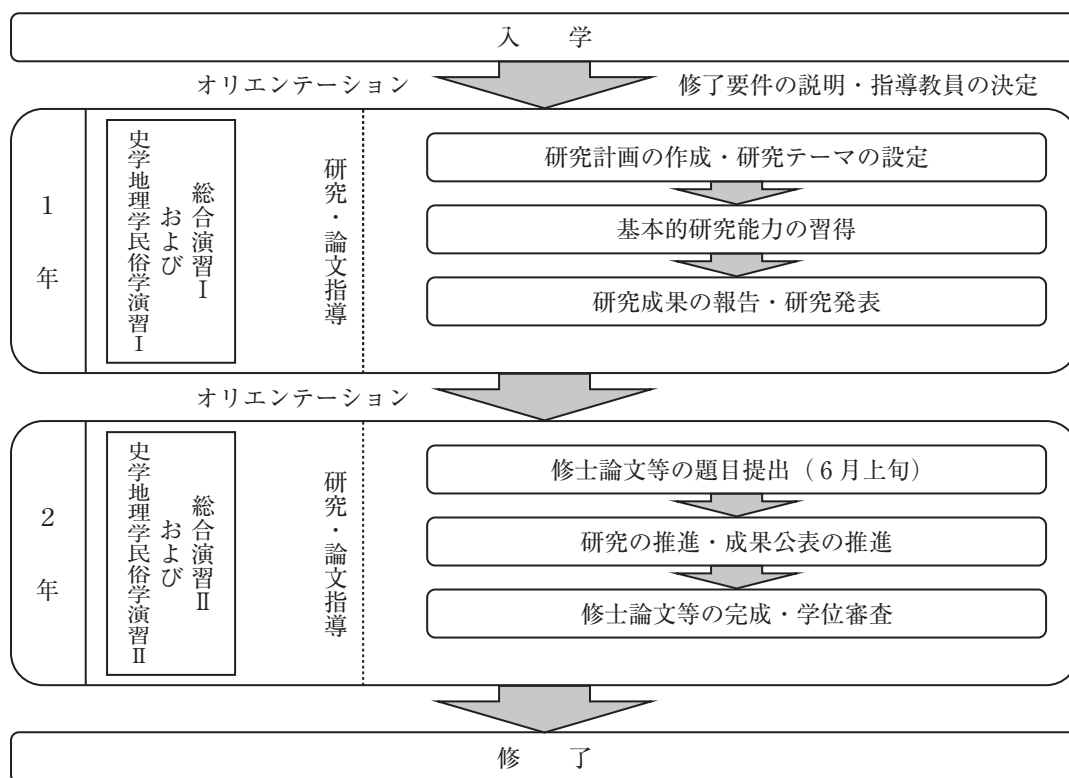 入　学
オリエンテーション
修了要件の説明・指導教員の決定
1年
総合演習Ⅰ
および
史学地理学民俗学演習Ⅰ
研究・論文指導
研究計画の作成・研究テーマの設定
基本的研究能力の習得
研究成果の報告・研究発表
オリエンテーション
2年
総合演習Ⅱ
および
史学地理学民俗学演習Ⅱ
研究・論文指導
修士論文等の題目提出（６月上旬）
研究の推進・成果公表の推進
修士論文等の完成・学位審査
修　了